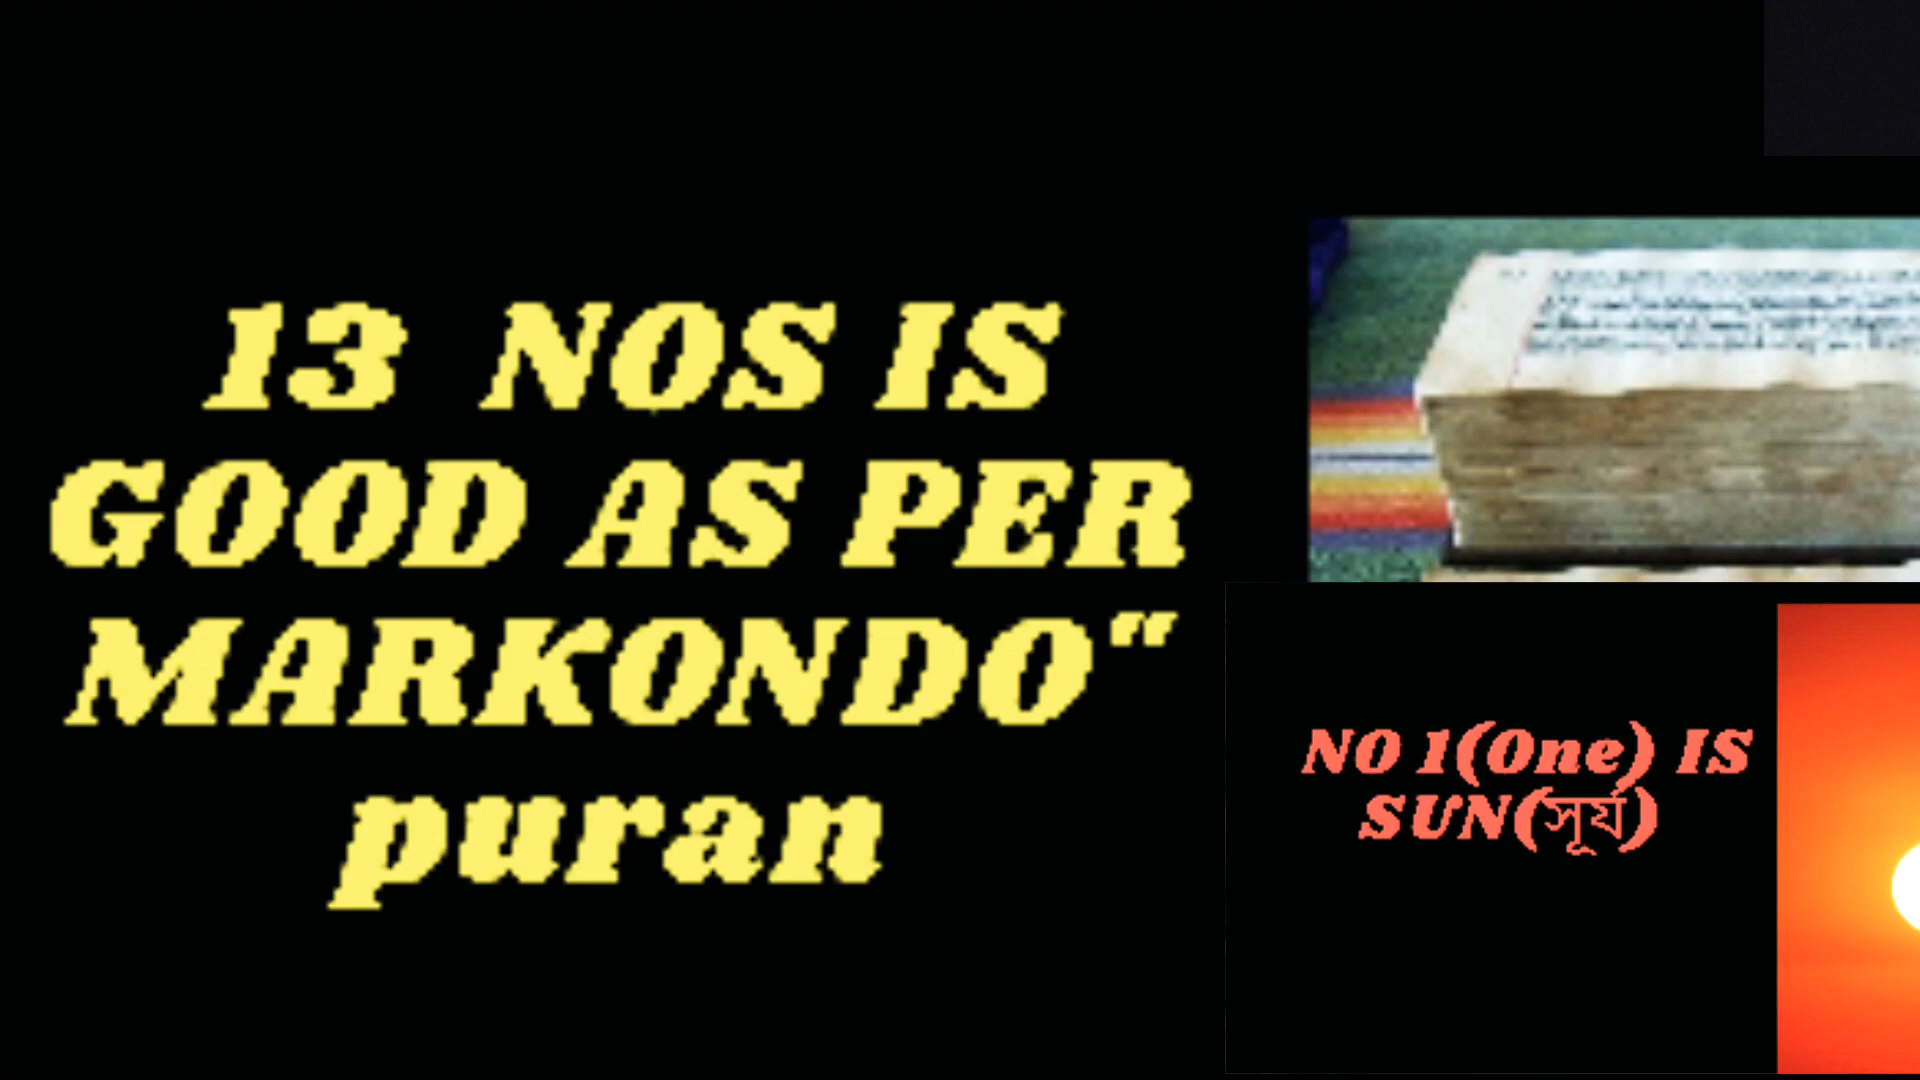 13 NOS IS
GOOD AS PER
MARKONDO"
puran
NO 1(One) IS
SUN(সূর্য)